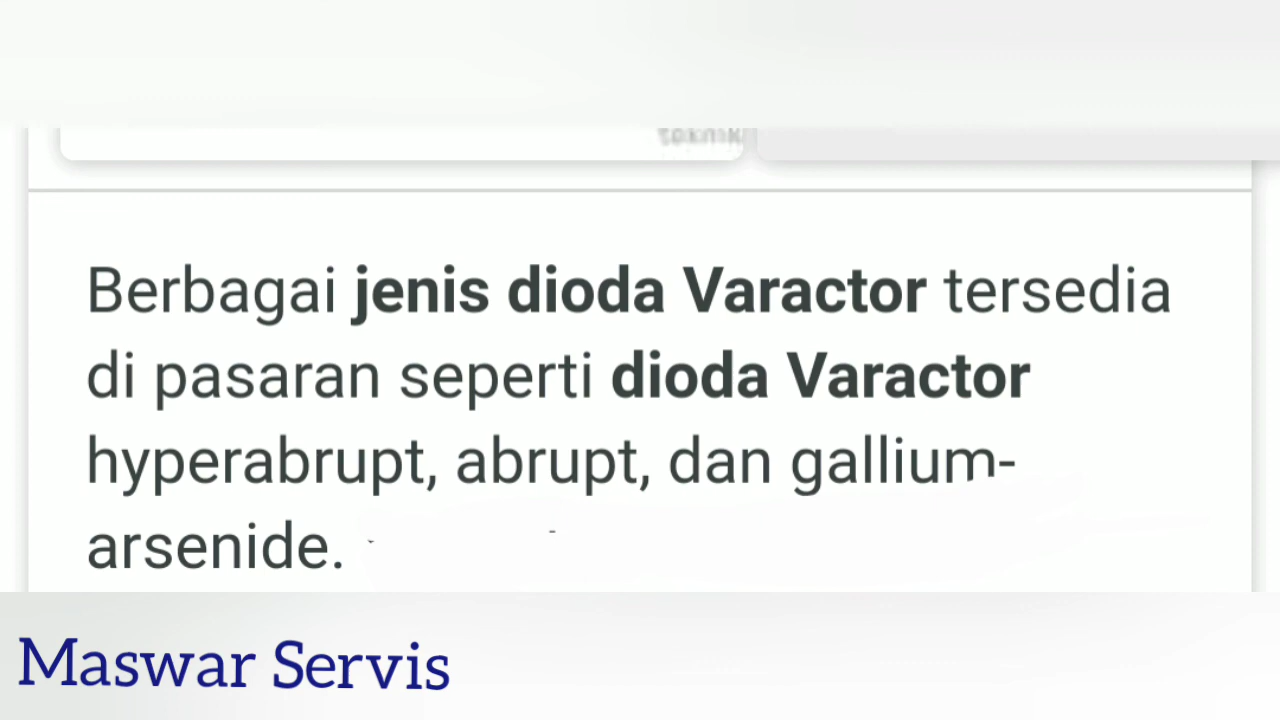 Berbagai jenis dioda Varactor tersedia
di pasaran seperti dioda Varactor
hyperabrupt, abrupt, dan gallium-
arsenide.
Maswar Servis